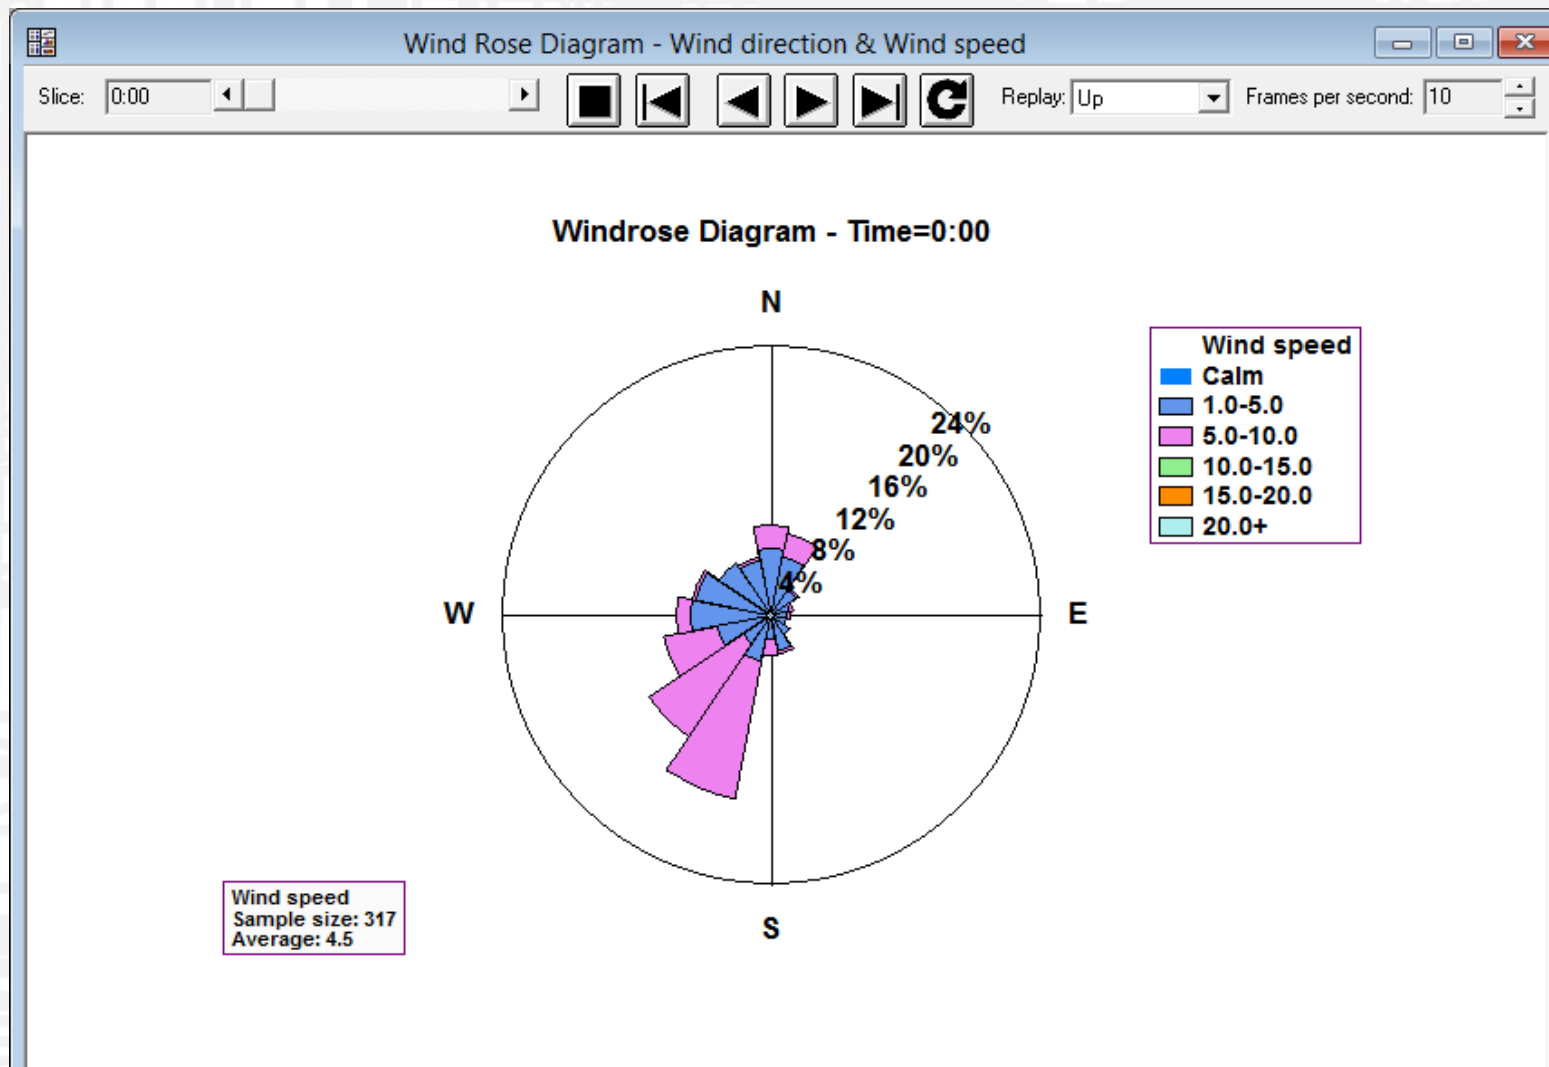 Wind Rose Diagram - Wind direction & Wind speed
Slice: 0:00 Replay: Up Frames per second: 10
Windrose Diagram - Time=0:00
N
24%
20%
16%
12%
8%
4%
W
E
S
Wind speed
Calm
1.0-5.0
5.0-10.0
10.0-15.0
15.0-20.0
20.0+
Wind speed
Sample size: 317
Average: 4.5